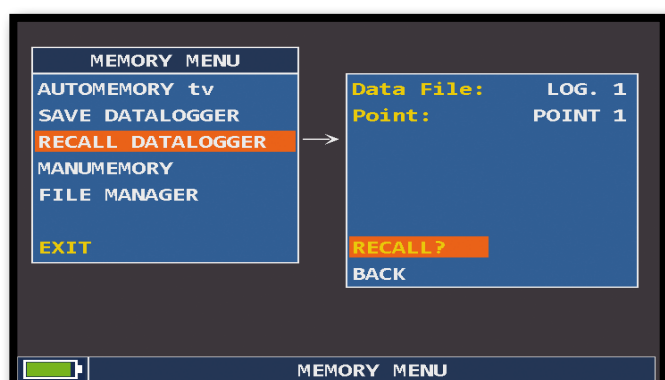 MEMORY MENU
AUTOMEMORY tv
SAVE DATALOGGER
RECALL DATALOGGER
MANUMEMORY
FILE MANAGER
EXIT
Data File: LOG. 1
Point: POINT 1
RECALL?
BACK
MEMORY MENU